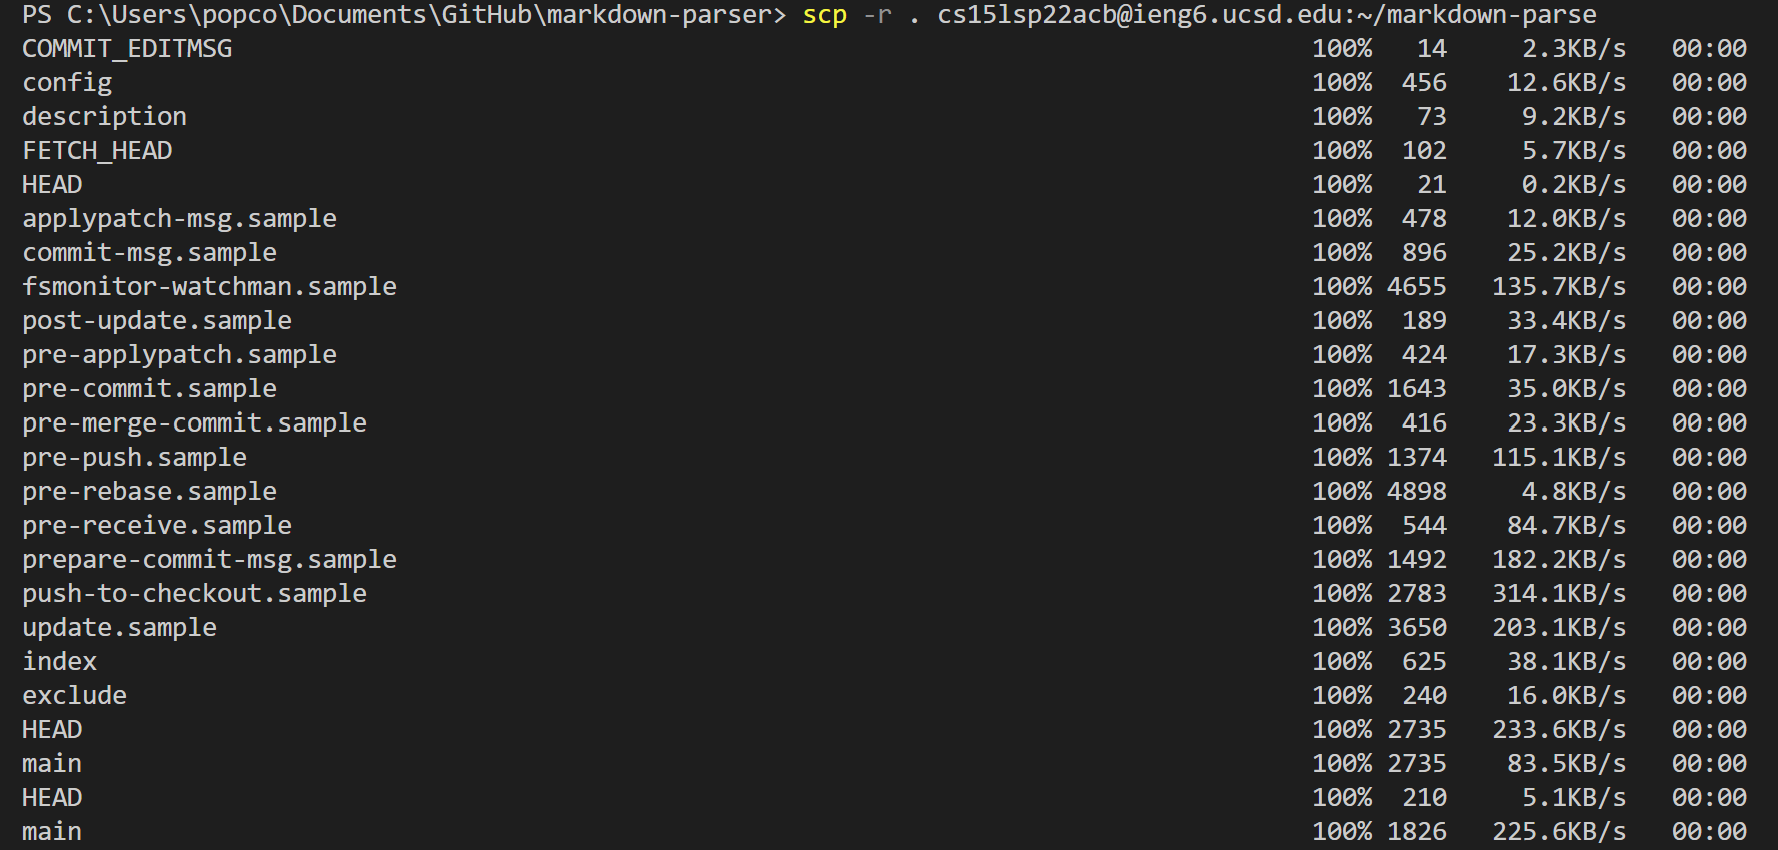 PS C:\Users\popco\Documents\GitHub\markdown-parser> scp -r . cs15lsp22acb@ieng6.ucsd.edu:~/markdown-parse
COMMIT_EDITMSG 100% 14 2.3KB/s 00:00
config 100% 456 12.6KB/s 00:00
description 100% 73 9.2KB/s 00:00
FETCH_HEAD 100% 102 5.7KB/s 00:00
HEAD 100% 21 0.2KB/s 00:00
applypatch-msg.sample 100% 478 12.0KB/s 00:00
commit-msg.sample 100% 896 25.2KB/s 00:00
fsmonitor-watchman.sample 100% 4655 135.7KB/s 00:00
post-update.sample 100% 189 33.4KB/s 00:00
pre-applypatch.sample 100% 424 17.3KB/s 00:00
pre-commit.sample 100% 1643 35.0KB/s 00:00
pre-merge-commit.sample 100% 416 23.3KB/s 00:00
pre-push.sample 100% 1374 115.1KB/s 00:00
pre-rebase.sample 100% 4898 4.8KB/s 00:00
pre-receive.sample 100% 544 84.7KB/s 00:00
prepare-commit-msg.sample 100% 1492 182.2KB/s 00:00
push-to-checkout.sample 100% 2783 314.1KB/s 00:00
update.sample 100% 3650 203.1KB/s 00:00
index 100% 625 38.1KB/s 00:00
exclude 100% 240 16.0KB/s 00:00
HEAD 100% 2735 233.6KB/s 00:00
main 100% 2735 83.5KB/s 00:00
HEAD 100% 210 5.1KB/s 00:00
main 100% 1826 225.6KB/s 00:00